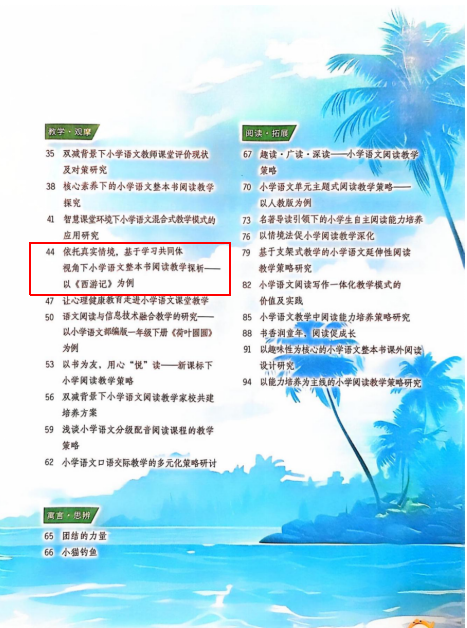 教学·观摩
35 双减背景下小学语文教师课堂评价现状
及对策研究
38 核心素养下的小学语文整本书阅读教学
探究
41 智慧课堂环境下小学语文混合式教学模式的
应用研究
44 依托真实情境，基于学习共同体
视角下小学语文整本书阅读教学探析——
以《西游记》为例
47 让心理健康教育走进小学语文课堂教学
50 语文阅读与信息技术融合教学的研究——
以小学语文部编版一年级下册《荷叶圆圆》
为例
53 以书为友，用心“悦”读——新课标下
小学阅读教学策略
56 双减背景下小学语文阅读教学家校共建
培养方案
59 浅谈小学语文分级配音阅读课程的教学
策略
62 小学语文口语交际教学的多元化策略研讨
寓言·思辨
65 团结的力量
66 小猫钓鱼
阅读·拓展
67 趣读·广读·深读——小学语文阅读教学
策略
70 小学语文单元主题式阅读教学策略——
以人教版为例
73 名著导读引领下的小学生自主阅读能力培养
76 以情境法促小学阅读教学深化
79 基于支架式教学的小学语文延伸性阅读
教学策略研究
82 小学语文阅读写作一体化教学模式的
价值及实践
85 小学语文教学中阅读能力培养策略研究
88 书香润童年，阅读促成长
91 以趣味性为核心的小学语文整本书课外阅读
设计研究
94 以能力培养为主线的小学阅读教学策略研究